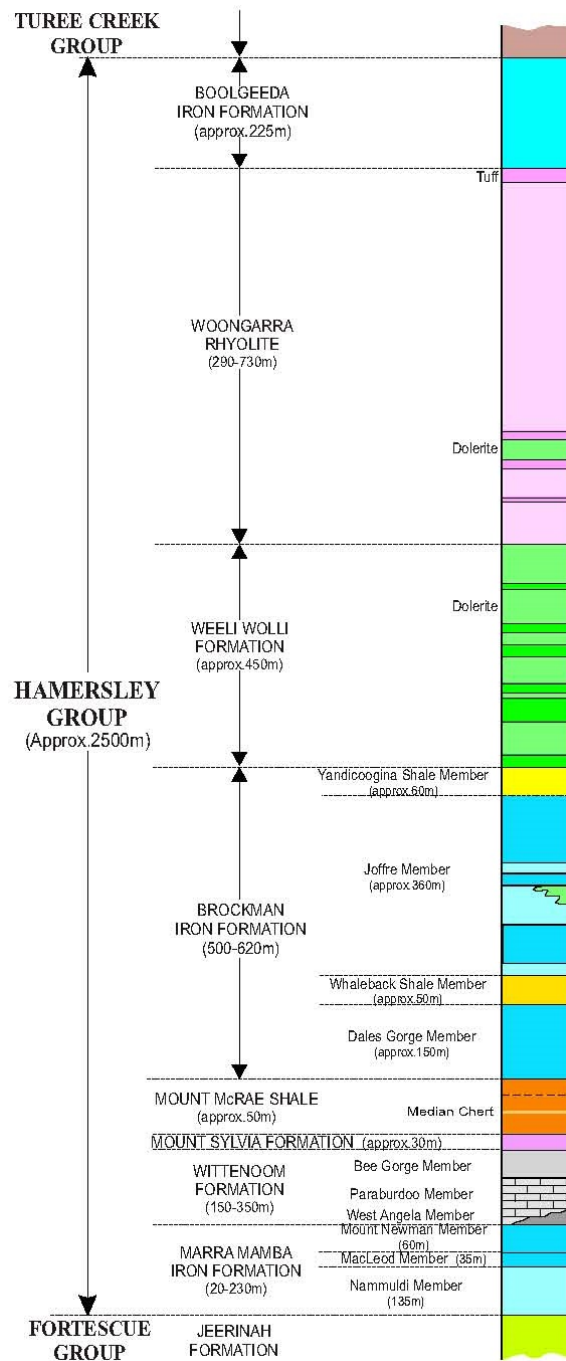 TUREE CREEK
GROUP
BOOLGEEDA
IRON FORMATION
(approx.225m)
Tuff
WOONGARRA
RHYOLITE
(290-730m)
Dolerite
Dolerite
WEELI WOLLI
FORMATION
(approx.450m)
HAMERSLEY
GROUP
(Approx.2500m)
Yandicoogina Shale Member
(approx.60m)
Joffre Member
(approx.360m)
BROCKMAN
IRON FORMATION
(500-620m)
Whaleback Shale Member
(approx.50m)
Dales Gorge Member
(approx.150m)
MOUNT McRAE SHALE
(approx.50m)
Median Chert
MOUNT SYLVIA FORMATION (approx.30m)
WITTENOOM
FORMATION
(150-350m)
Bee Gorge Member
Paraburdoo Member
West Angela Member
Mount Newman Member
(60m)
MARRA MAMBA
IRON FORMATION
(20-230m)
MacLeod Member (35m)
Nammuldi Member
(135m)
FORTESCUE
GROUP
JEERINAH
FORMATION